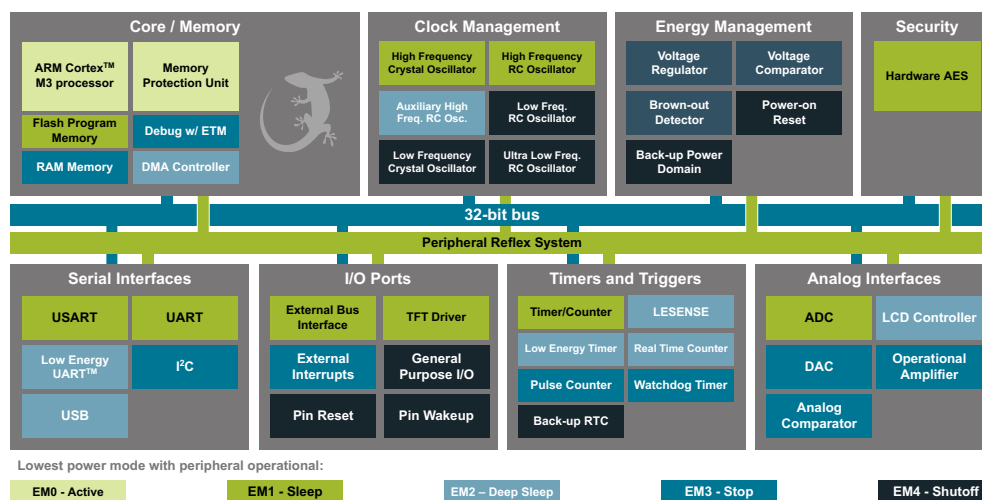 Core / Memory
ARM Cortex™
M3 processor
Memory
Protection Unit
Flash Program
Memory
Debug w/ ETM
RAM Memory
DMA Controller
Clock Management
High Frequency
Crystal Oscillator
High Frequency
RC Oscillator
Auxiliary High
Freq. RC Osc.
Low Freq.
RC Oscillator
Low Frequency
Crystal Oscillator
Ultra Low Freq.
RC Oscillator
Energy Management
Voltage
Regulator
Voltage
Comparator
Brown-out
Detector
Power-on
Reset
Back-up Power
Domain
Security
Hardware AES
32-bit bus
Peripheral Reflex System
Serial Interfaces
USART
UART
Low Energy
UART™
I²C
USB
I/O Ports
External Bus
Interface
TFT Driver
External
Interrupts
General
Purpose I/O
Pin Reset
Pin Wakeup
Timers and Triggers
Timer/Counter
LESENSE
Low Energy Timer
Real Time Counter
Pulse Counter
Watchdog Timer
Back-up RTC
Analog Interfaces
ADC
LCD Controller
DAC
Operational
Amplifier
Analog
Comparator
Lowest power mode with peripheral operational:
EM0 - Active
EM1 - Sleep
EM2 – Deep Sleep
EM3 - Stop
EM4 - Shutoff